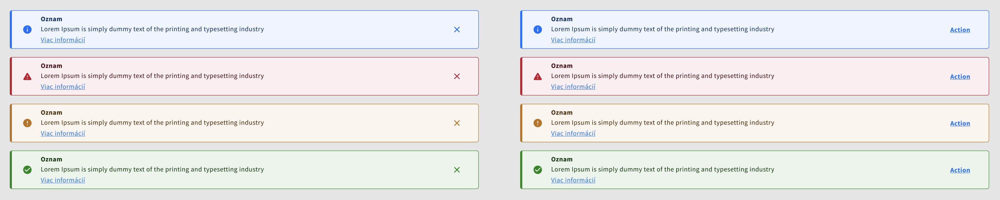 Oznam
Lorem Ipsum is simply dummy text of the printing and typesetting industry
Viac informácií
Oznam
Lorem Ipsum is simply dummy text of the printing and typesetting industry
Action
Viac informácií
Oznam
Lorem Ipsum is simply dummy text of the printing and typesetting industry
Viac informácií
Oznam
Lorem Ipsum is simply dummy text of the printing and typesetting industry
Action
Viac informácií
Oznam
Lorem Ipsum is simply dummy text of the printing and typesetting industry
Viac informácií
Oznam
Lorem Ipsum is simply dummy text of the printing and typesetting industry
Action
Viac informácií
Oznam
Lorem Ipsum is simply dummy text of the printing and typesetting industry
Viac informácií
Oznam
Lorem Ipsum is simply dummy text of the printing and typesetting industry
Action
Viac informácií